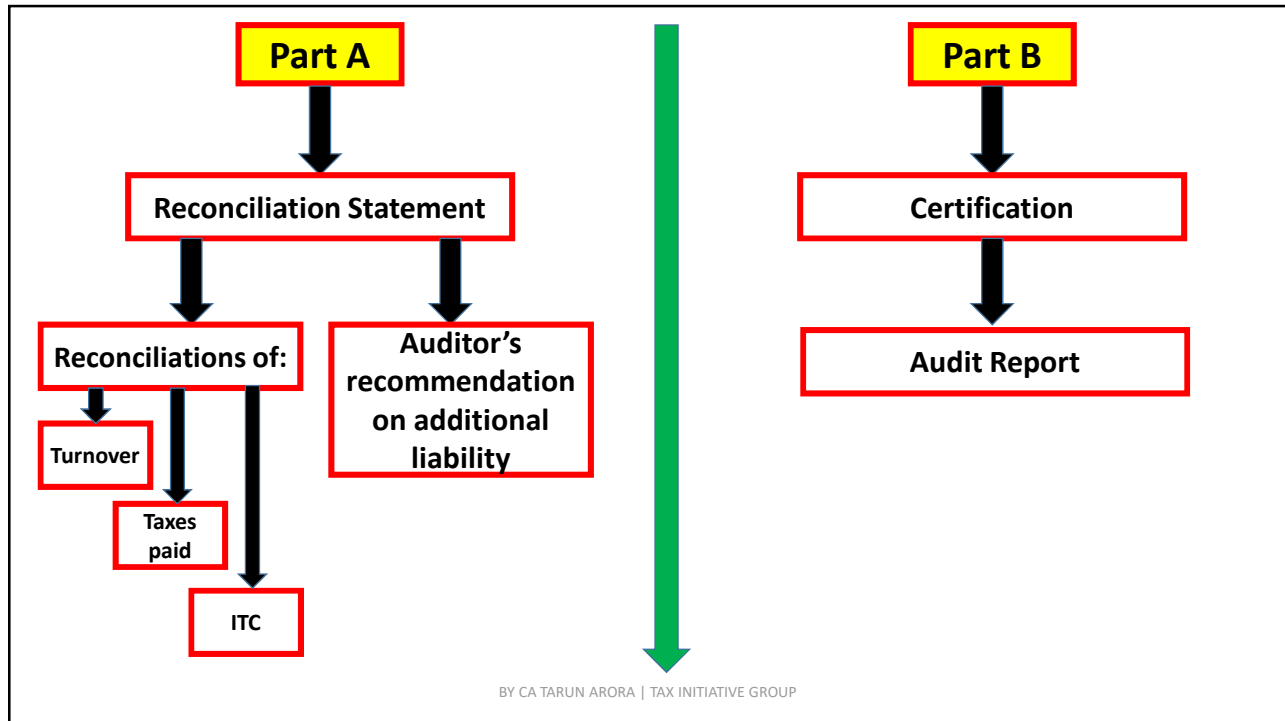 Part A
Part B
Reconciliation Statement
Certification
Reconciliations of:
Auditor’s
recommendation
on additional
liability
Audit Report
Turnover
Taxes
paid
ITC
BY CA TARUN ARORA | TAX INITIATIVE GROUP